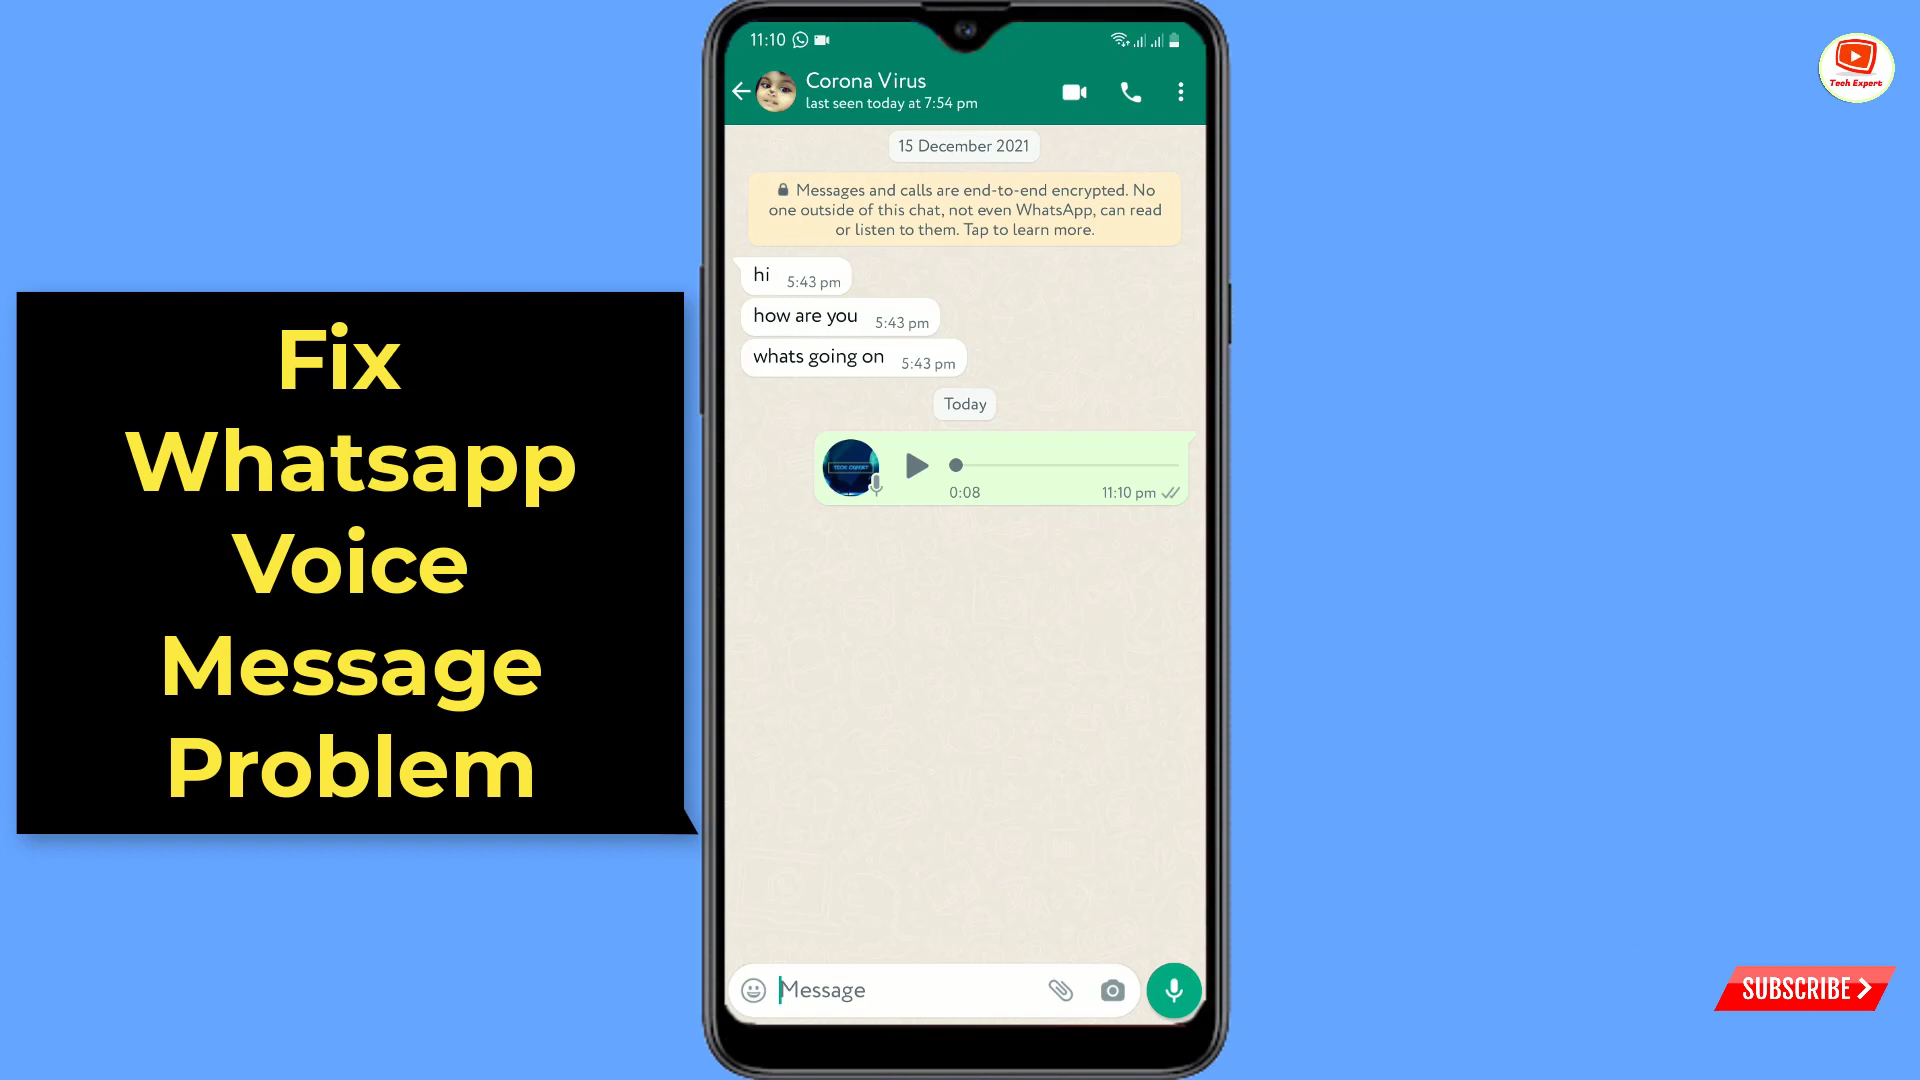 Fix
Whatsapp
Voice
Message
Problem
11:10
Corona Virus
last seen today at 7:54 pm
15 December 2021
Messages and calls are end-to-end encrypted. No
one outside of this chat, not even WhatsApp, can read
or listen to them. Tap to learn more.
hi 5:43 pm
how are you 5:43 pm
whats going on 5:43 pm
Today
TECH EXPERT
0:08 11:10 pm
Message
Tech Expert
SUBSCRIBE